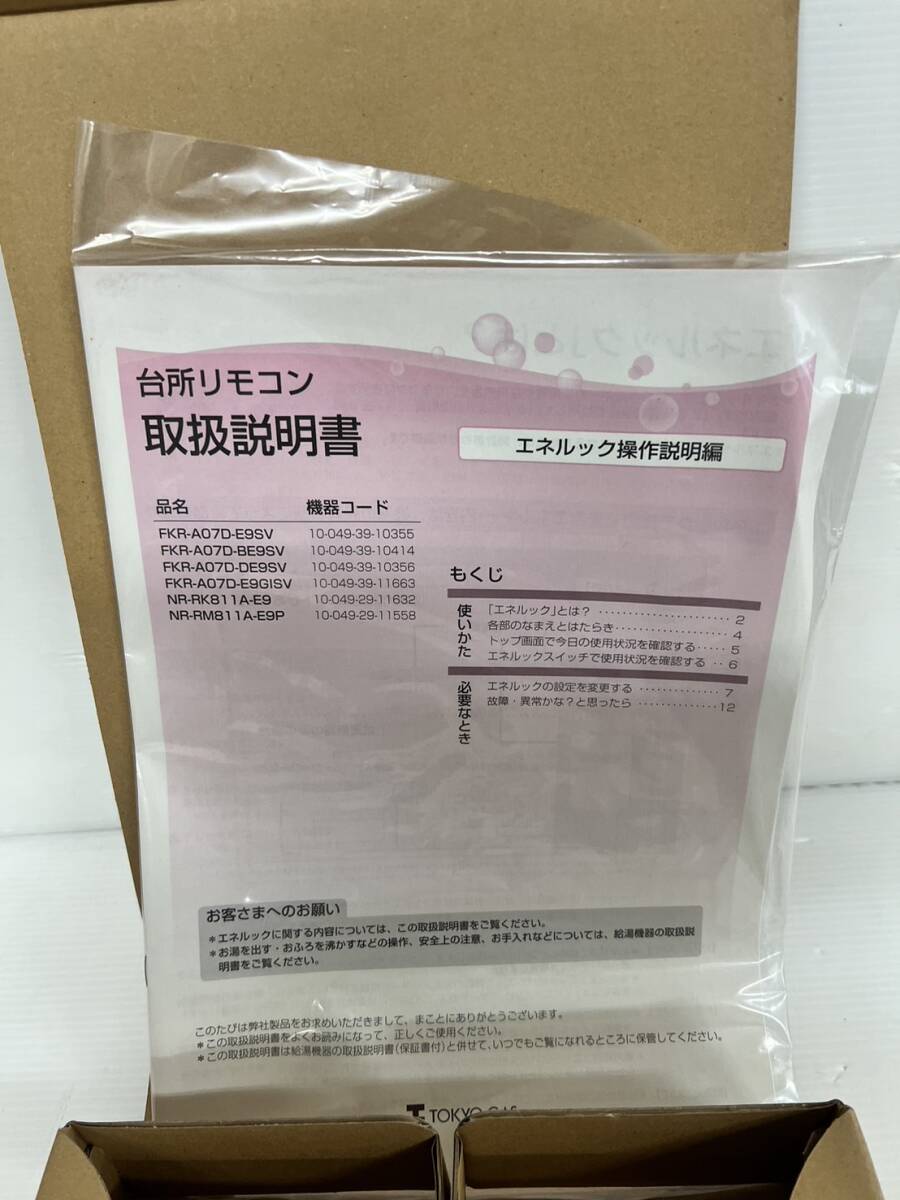 台所リモコン
取扱説明書
エネルック操作説明編
品名 機器コード
FKR-A07D-E9SV 10-049-39-10355
FKR-A07D-BE9SV 10-049-39-10414
FKR-A07D-DE9SV 10-049-39-10356
FKR-A07D-E9GISV 10-049-39-11663
NR-RK811A-E9 10-049-29-11632
NR-RM811A-E9P 10-049-29-11558
もくじ
使いかた
「エネルック」とは？ ・・・・・・・・・・・・・・・・ 2
各部のなまえとはたらき・・・・・・・・・・・・・・・・ 4
トップ画面で今日の使用状況を確認する・・・・・ 5
エネルックスイッチで使用状況を確認する ・・ 6
必要なとき
エネルックの設定を変更する ・・・・・・・・・・・・ 7
故障・異常かな？と思ったら ・・・・・・・・・・・・・・12
お客さまへのお願い
＊エネルックに関する内容については、この取扱説明書をご覧ください。
＊お湯を出す・おふろを沸かすなどの操作、安全上の注意、お手入れなどについては、給湯機器の取扱説
明書をご覧ください。
このたびは弊社製品をお求めいただきまして、まことにありがとうございます。
＊この取扱説明書をよくお読みになって、正しくご使用ください。
＊この取扱説明書は給湯機器の取扱説明書（保証書付）と併せて、いつでもご覧になれるところに保管してください。
TOKYO GAS